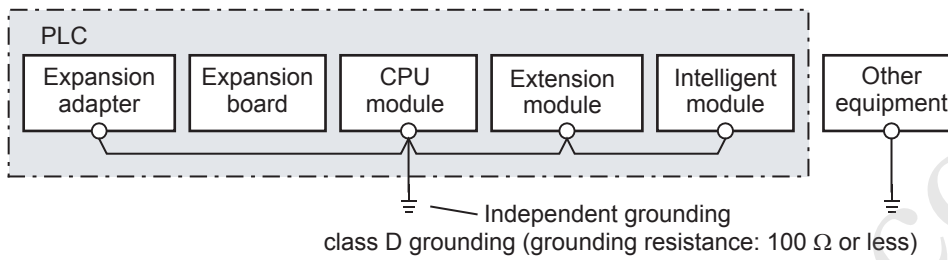 PLC
Expansion
adapter
Expansion
board
CPU
module
Extension
module
Intelligent
module
Other
equipment
Independent grounding
class D grounding (grounding resistance: 100 Ω or less)